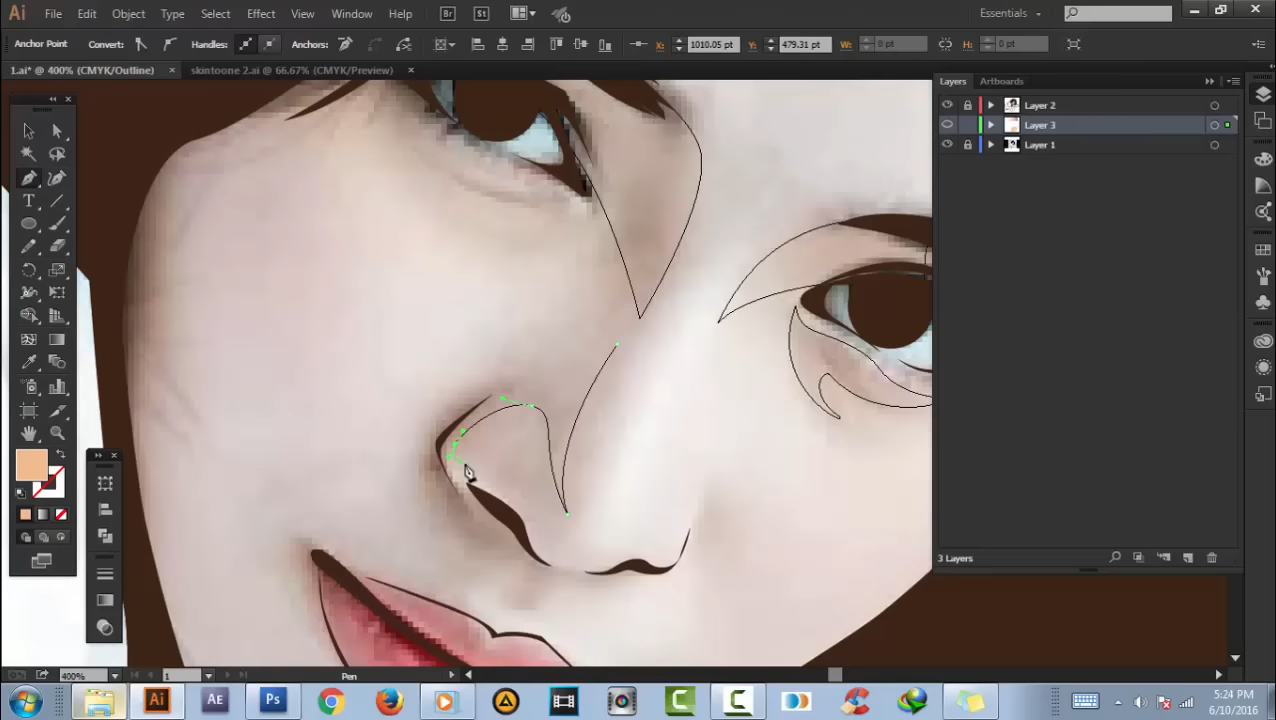 Ai File Edit Object Type Select Effect View Window Help Br St Essentials
Anchor Point Convert: Handles: Anchors: X: 1010.05 pt Y: 479.31 pt W: 0 pt H: 0 pt
1.ai* @ 400% (CMYK/Outline) × skintoone 2.ai @ 66.67% (CMYK/Preview) ×
Layers Artboards
Layer 2
Layer 3
Layer 1
3 Layers
400% 1 Pen
Ai Ae Ps
5:24 PM
6/10/2016